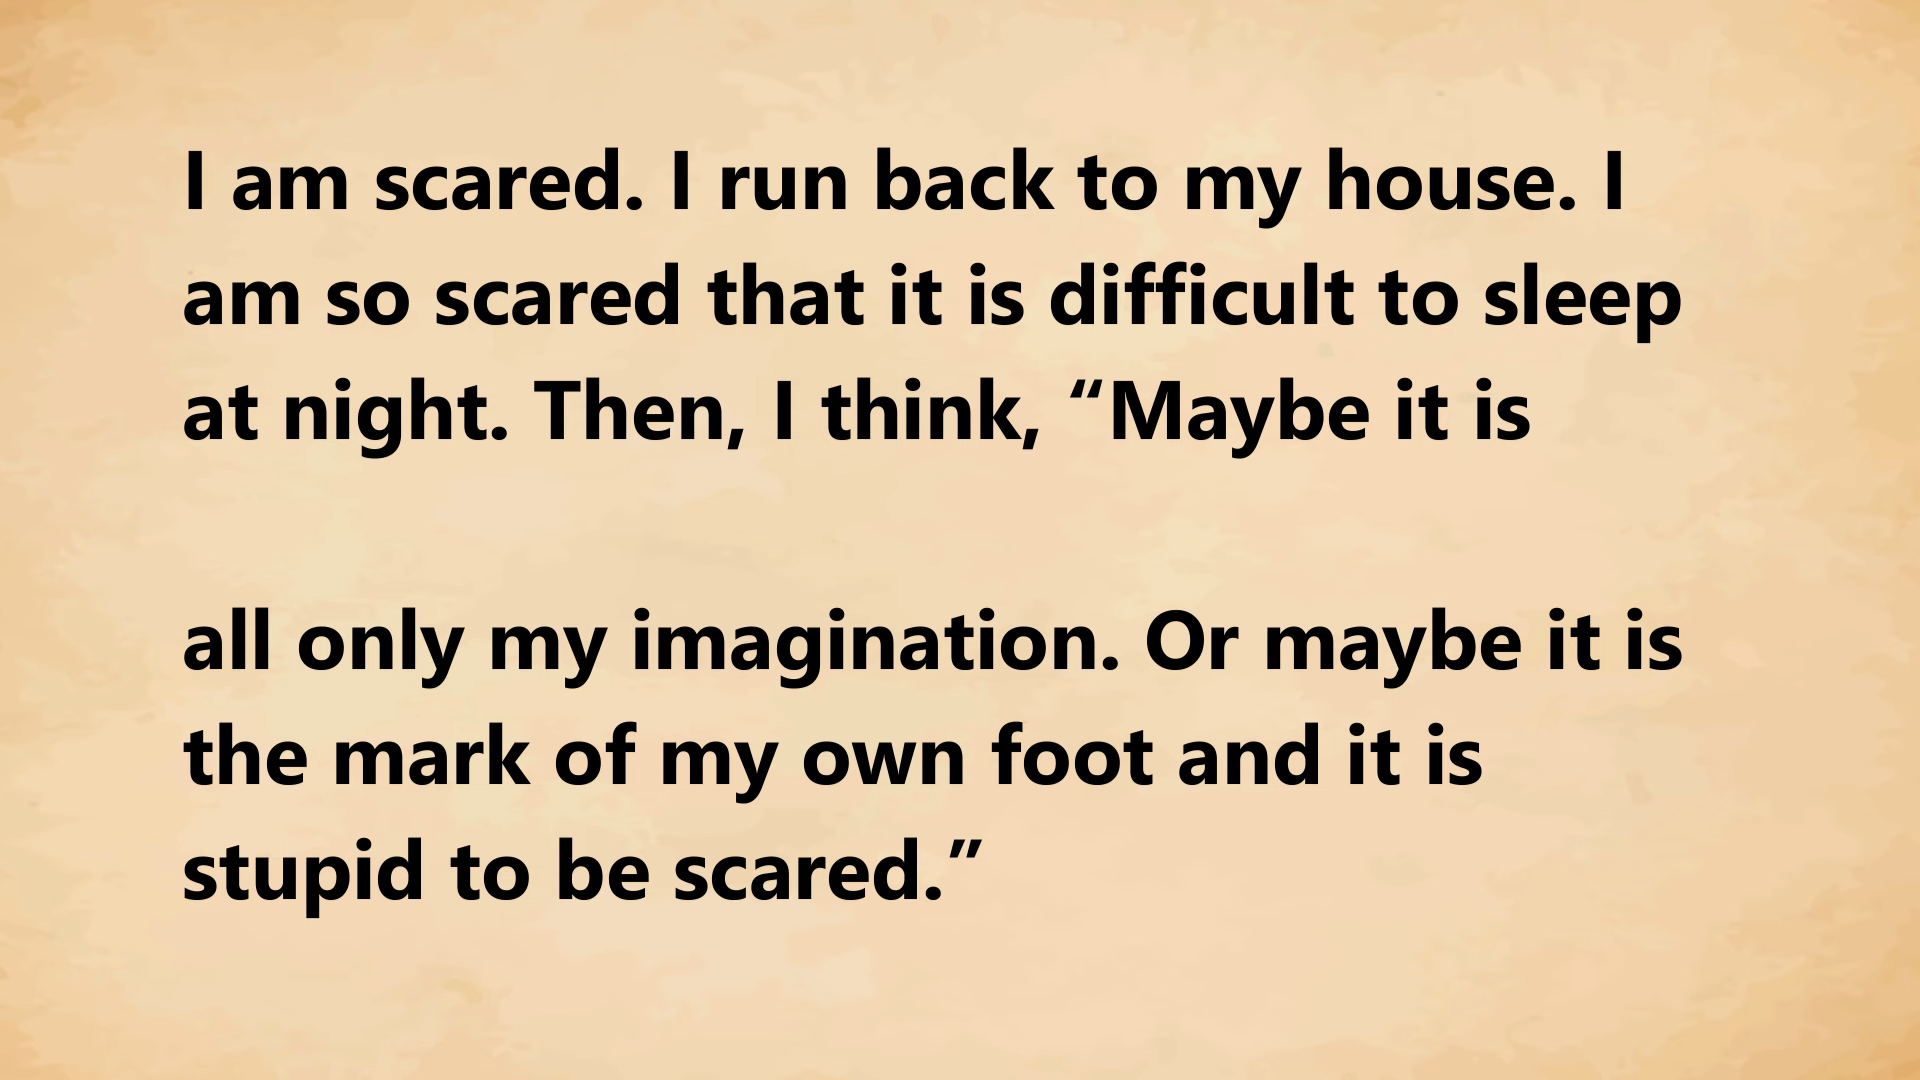 I am scared. I run back to my house. I
am so scared that it is difficult to sleep
at night. Then, I think, “Maybe it is
all only my imagination. Or maybe it is
the mark of my own foot and it is
stupid to be scared.”